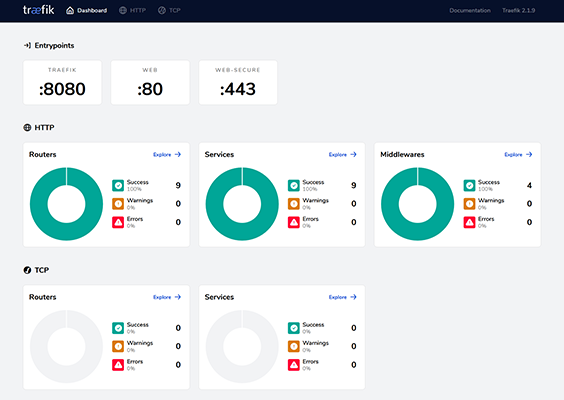 træfik Dashboard HTTP TCP Documentation Traefik 2.1.9
Entrypoints
TRAEFIK WEB WEB-SECURE
:8080 :80 :443
HTTP
Routers Explore
Success 9
100%
Warnings 0
0%
Errors 0
0%
Services Explore
Success 9
100%
Warnings 0
0%
Errors 0
0%
Middlewares Explore
Success 4
100%
Warnings 0
0%
Errors 0
0%
TCP
Routers Explore
Success 0
0%
Warnings 0
0%
Errors 0
0%
Services Explore
Success 0
0%
Warnings 0
0%
Errors 0
0%